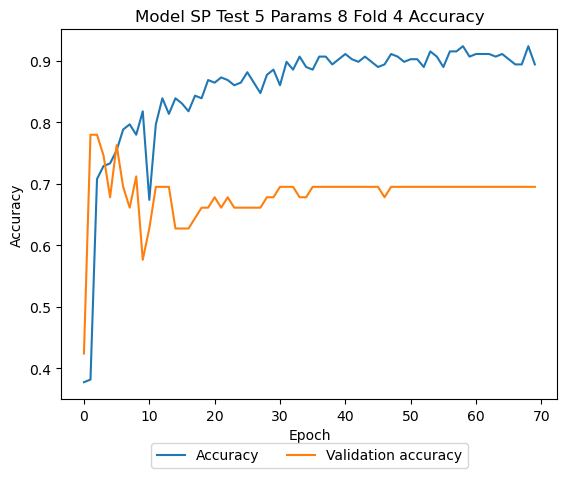 Model SP Test 5 Params 8 Fold 4 Accuracy
0.9
0.8
0.7
0.6
0.5
0.4
Accuracy
0 10 20 30 40 50 60 70
Epoch
Accuracy Validation accuracy